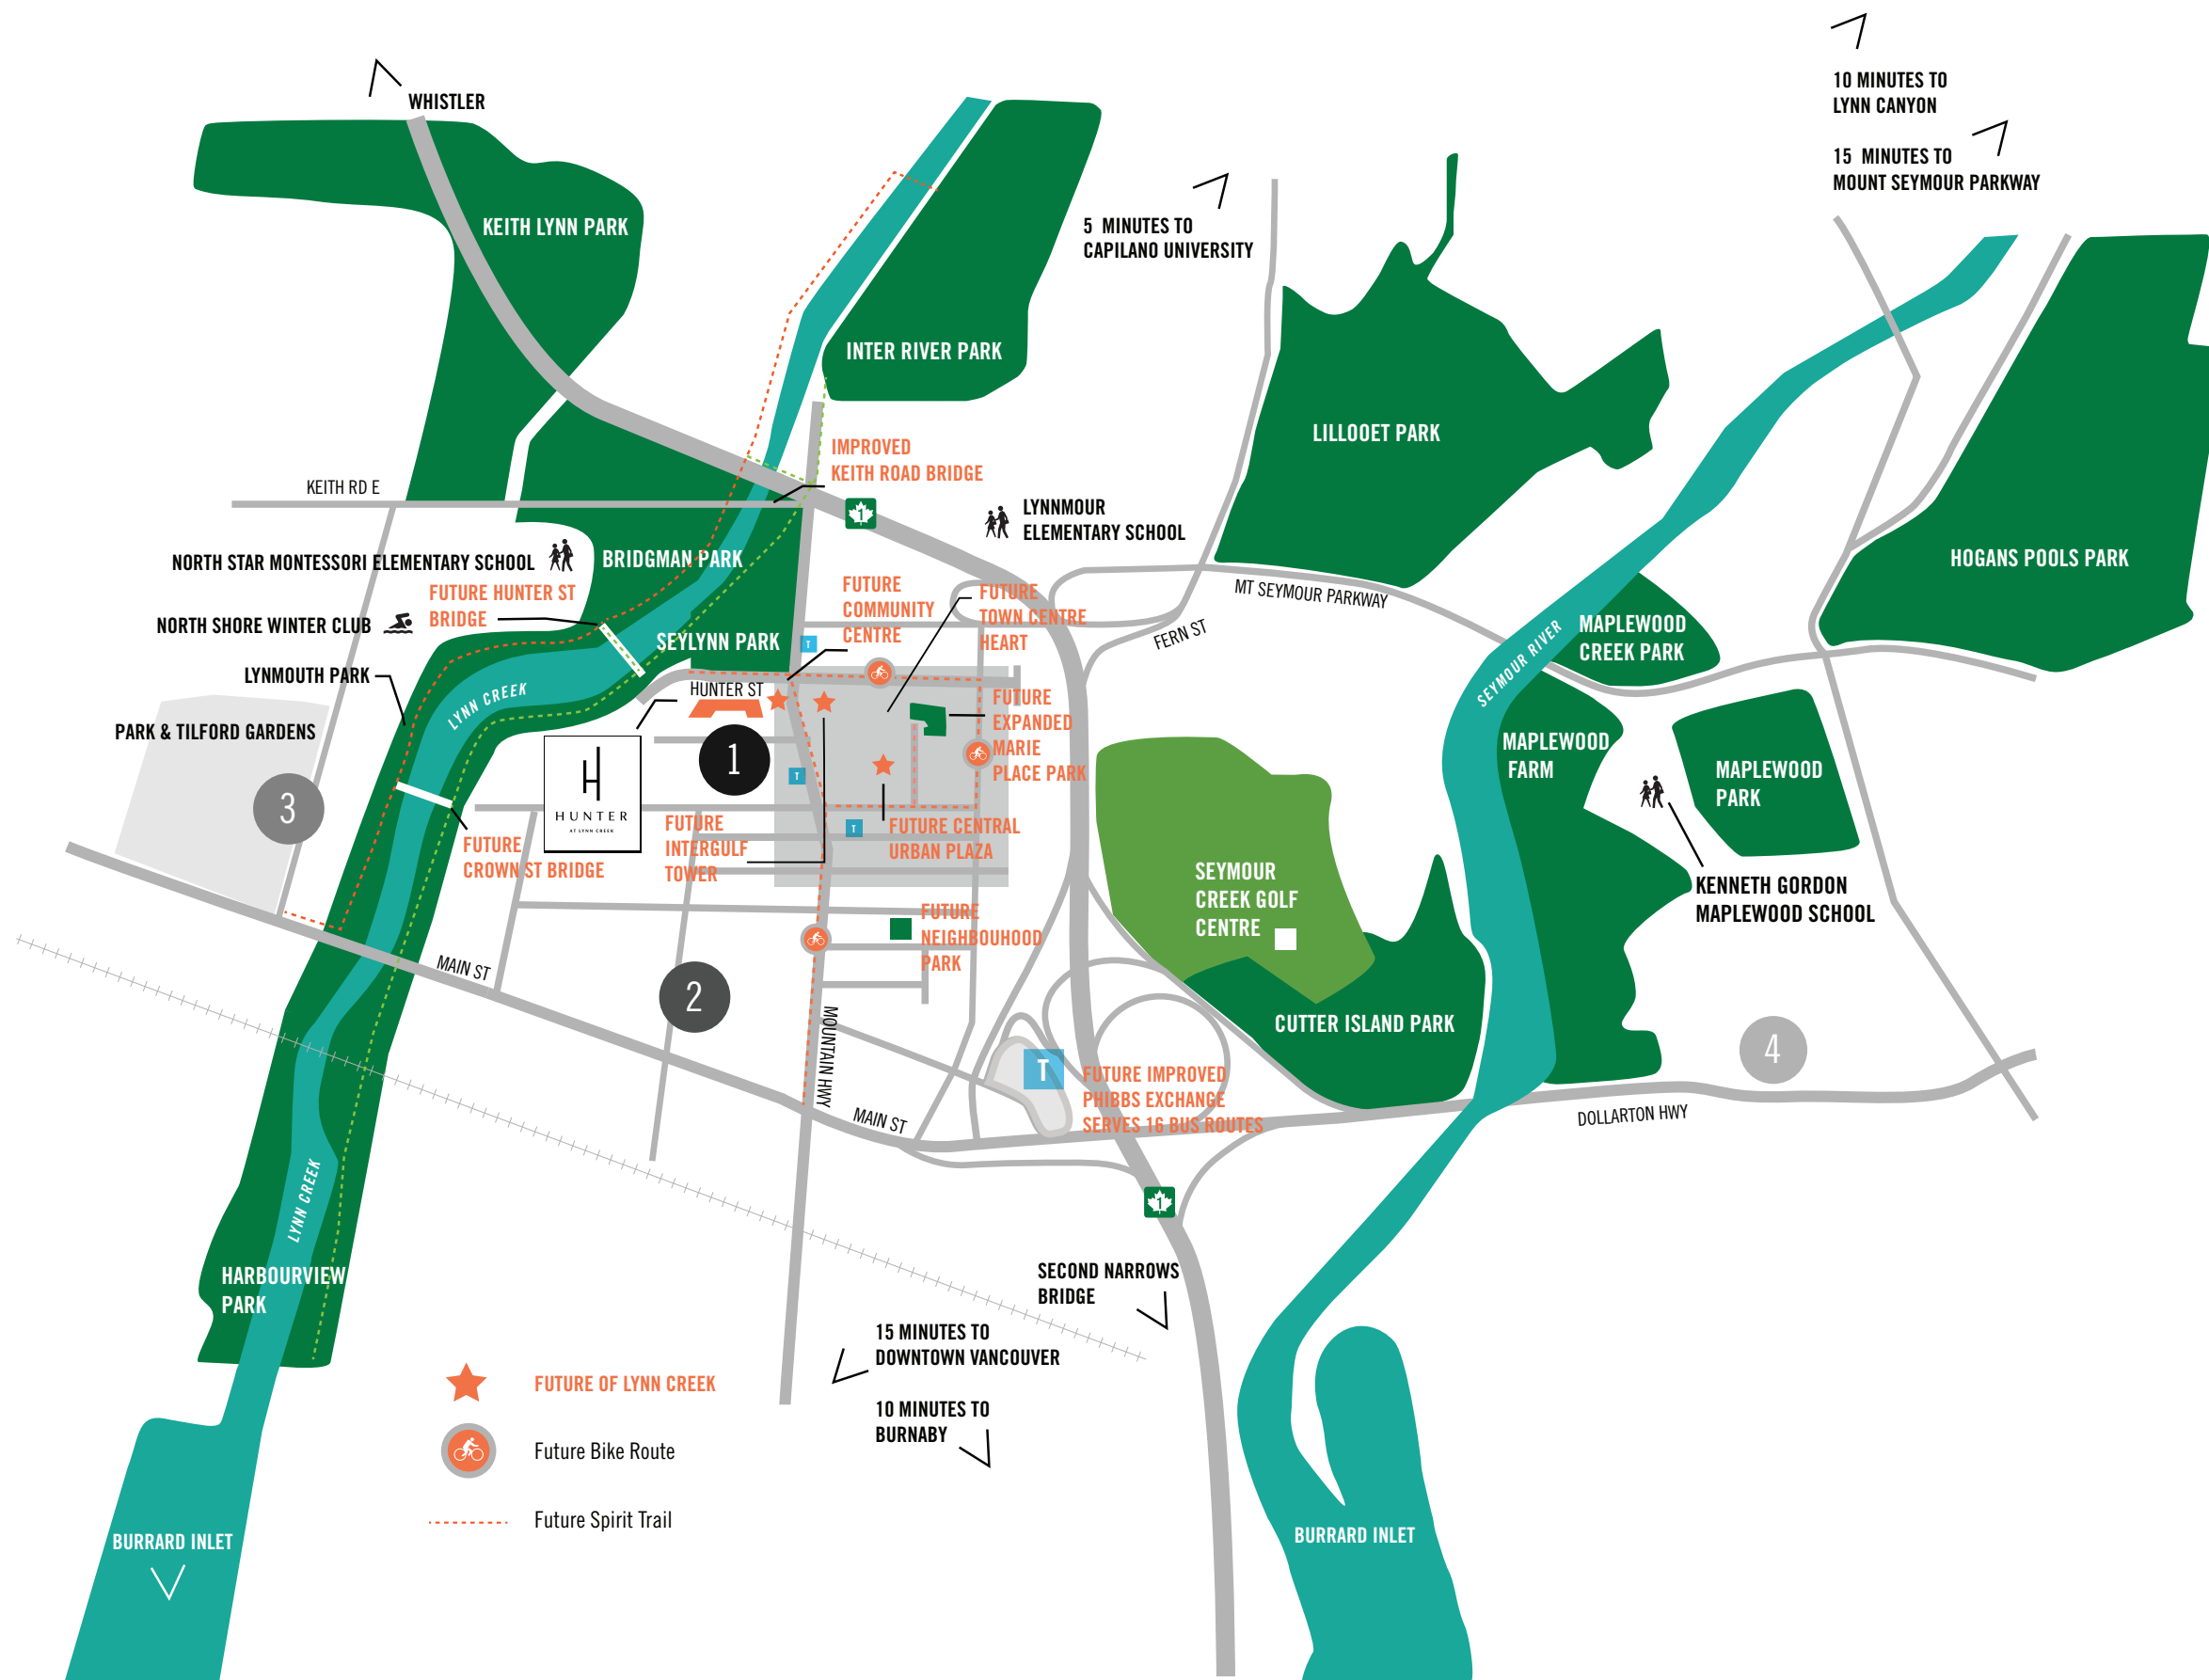 10 MINUTES TO
LYNN CANYON
WHISTLER
15 MINUTES TO
MOUNT SEYMOUR PARKWAY
KEITH LYNN PARK
5 MINUTES TO
CAPILANO UNIVERSITY
INTER RIVER PARK
LILLOOET PARK
IMPROVED
KEITH ROAD BRIDGE
KEITH RD E
1
LYNNMOUR
ELEMENTARY SCHOOL
NORTH STAR MONTESSORI ELEMENTARY SCHOOL
BRIDGMAN PARK
HOGANS POOLS PARK
FUTURE HUNTER ST
BRIDGE
FUTURE
COMMUNITY
CENTRE
FUTURE
TOWN CENTRE
HEART
MT SEYMOUR PARKWAY
NORTH SHORE WINTER CLUB
SEYLYNN PARK
T
FERN ST
SEYMOUR RIVER
MAPLEWOOD
CREEK PARK
LYNMOUTH PARK
HUNTER ST
LYNN CREEK
FUTURE
EXPANDED
MARIE
PLACE PARK
PARK & TILFORD GARDENS
1
T
MAPLEWOOD
FARM
MAPLEWOOD
PARK
3
HUNTER
AT LYNN CREEK
FUTURE
INTERGULF
TOWER
T
FUTURE CENTRAL
URBAN PLAZA
FUTURE
CROWN ST BRIDGE
SEYMOUR
CREEK GOLF
CENTRE
KENNETH GORDON
MAPLEWOOD SCHOOL
FUTURE
NEIGHBOUHOOD
PARK
MAIN ST
2
MOUNTAIN HWY
CUTTER ISLAND PARK
4
T
FUTURE IMPROVED
PHIBBS EXCHANGE
SERVES 16 BUS ROUTES
MAIN ST
DOLLARTON HWY
LYNN CREEK
1
HARBOURVIEW
PARK
SECOND NARROWS
BRIDGE
15 MINUTES TO
DOWNTOWN VANCOUVER
FUTURE OF LYNN CREEK
10 MINUTES TO
BURNABY
Future Bike Route
Future Spirit Trail
BURRARD INLET
BURRARD INLET